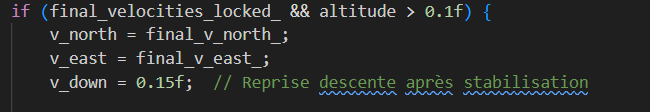 if (final_velocities_locked_ && altitude > 0.1f) {
    v_north = final_v_north_;
    v_east = final_v_east_;
    v_down = 0.15f;  // Reprise descente après stabilisation